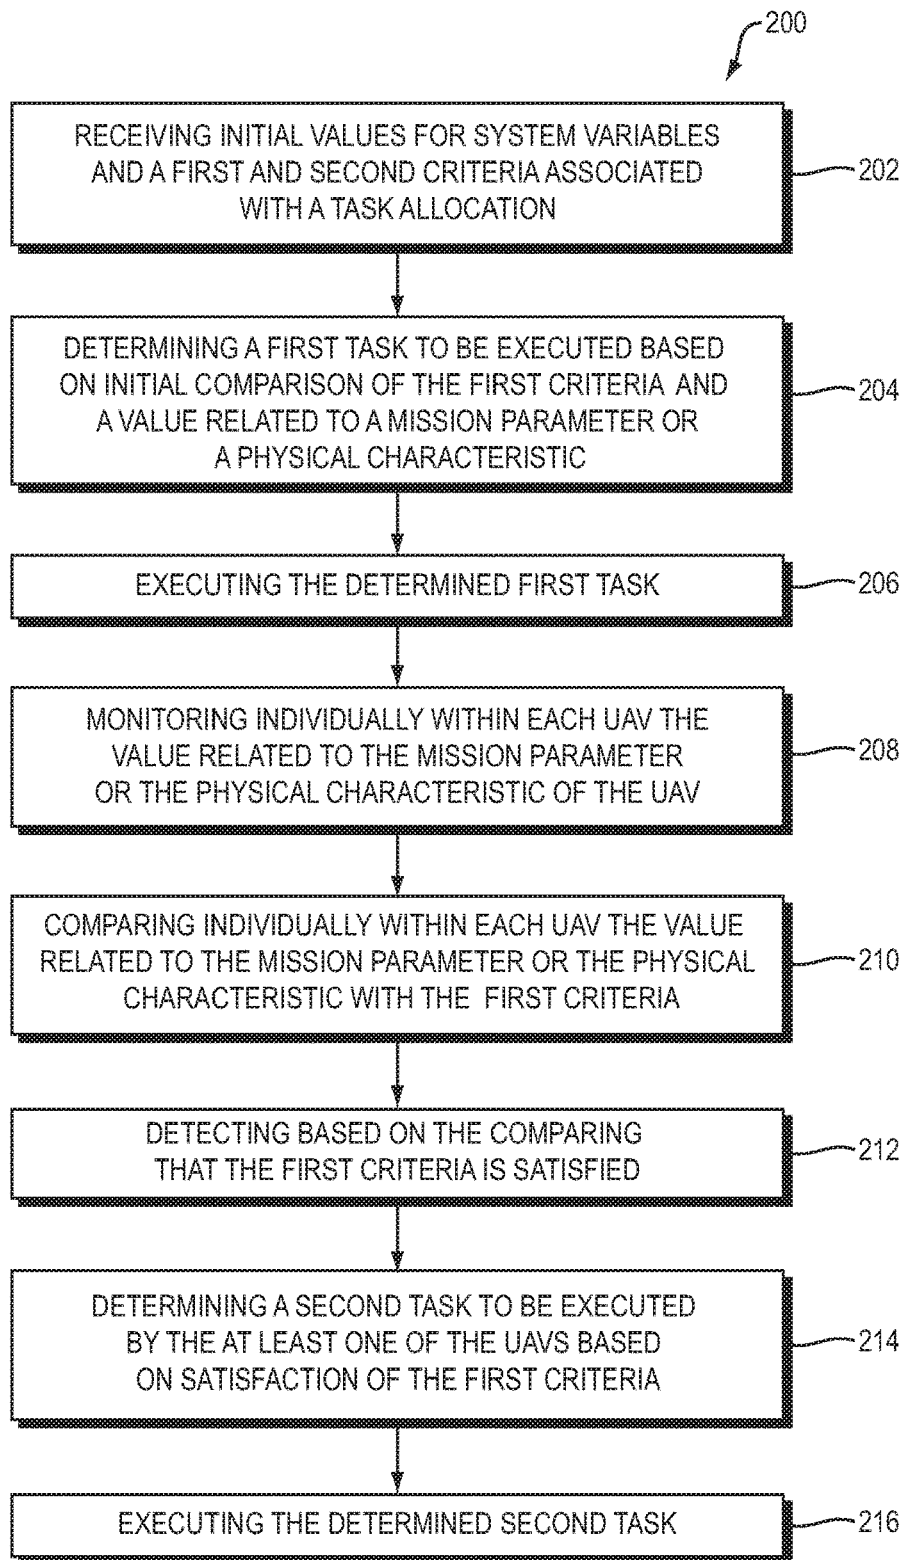 200
RECEIVING INITIAL VALUES FOR SYSTEM VARIABLES
AND A FIRST AND SECOND CRITERIA ASSOCIATED
WITH A TASK ALLOCATION
202
DETERMINING A FIRST TASK TO BE EXECUTED BASED
ON INITIAL COMPARISON OF THE FIRST CRITERIA AND
A VALUE RELATED TO A MISSION PARAMETER OR
A PHYSICAL CHARACTERISTIC
204
EXECUTING THE DETERMINED FIRST TASK
206
MONITORING INDIVIDUALLY WITHIN EACH UAV THE
VALUE RELATED TO THE MISSION PARAMETER
OR THE PHYSICAL CHARACTERISTIC OF THE UAV
208
COMPARING INDIVIDUALLY WITHIN EACH UAV THE VALUE
RELATED TO THE MISSION PARAMETER OR THE PHYSICAL
CHARACTERISTIC WITH THE FIRST CRITERIA
210
DETECTING BASED ON THE COMPARING
THAT THE FIRST CRITERIA IS SATISFIED
212
DETERMINING A SECOND TASK TO BE EXECUTED
BY THE AT LEAST ONE OF THE UAVS BASED
ON SATISFACTION OF THE FIRST CRITERIA
214
EXECUTING THE DETERMINED SECOND TASK
216